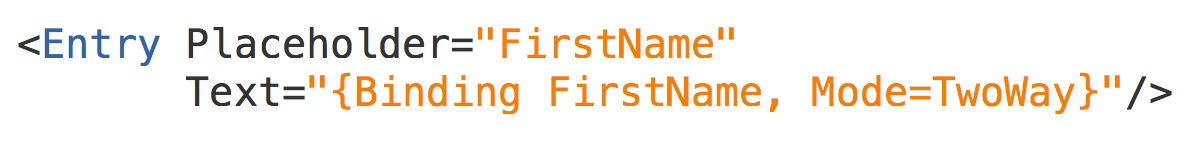 <Entry Placeholder="FirstName"
Text="{Binding FirstName, Mode=TwoWay}"/>